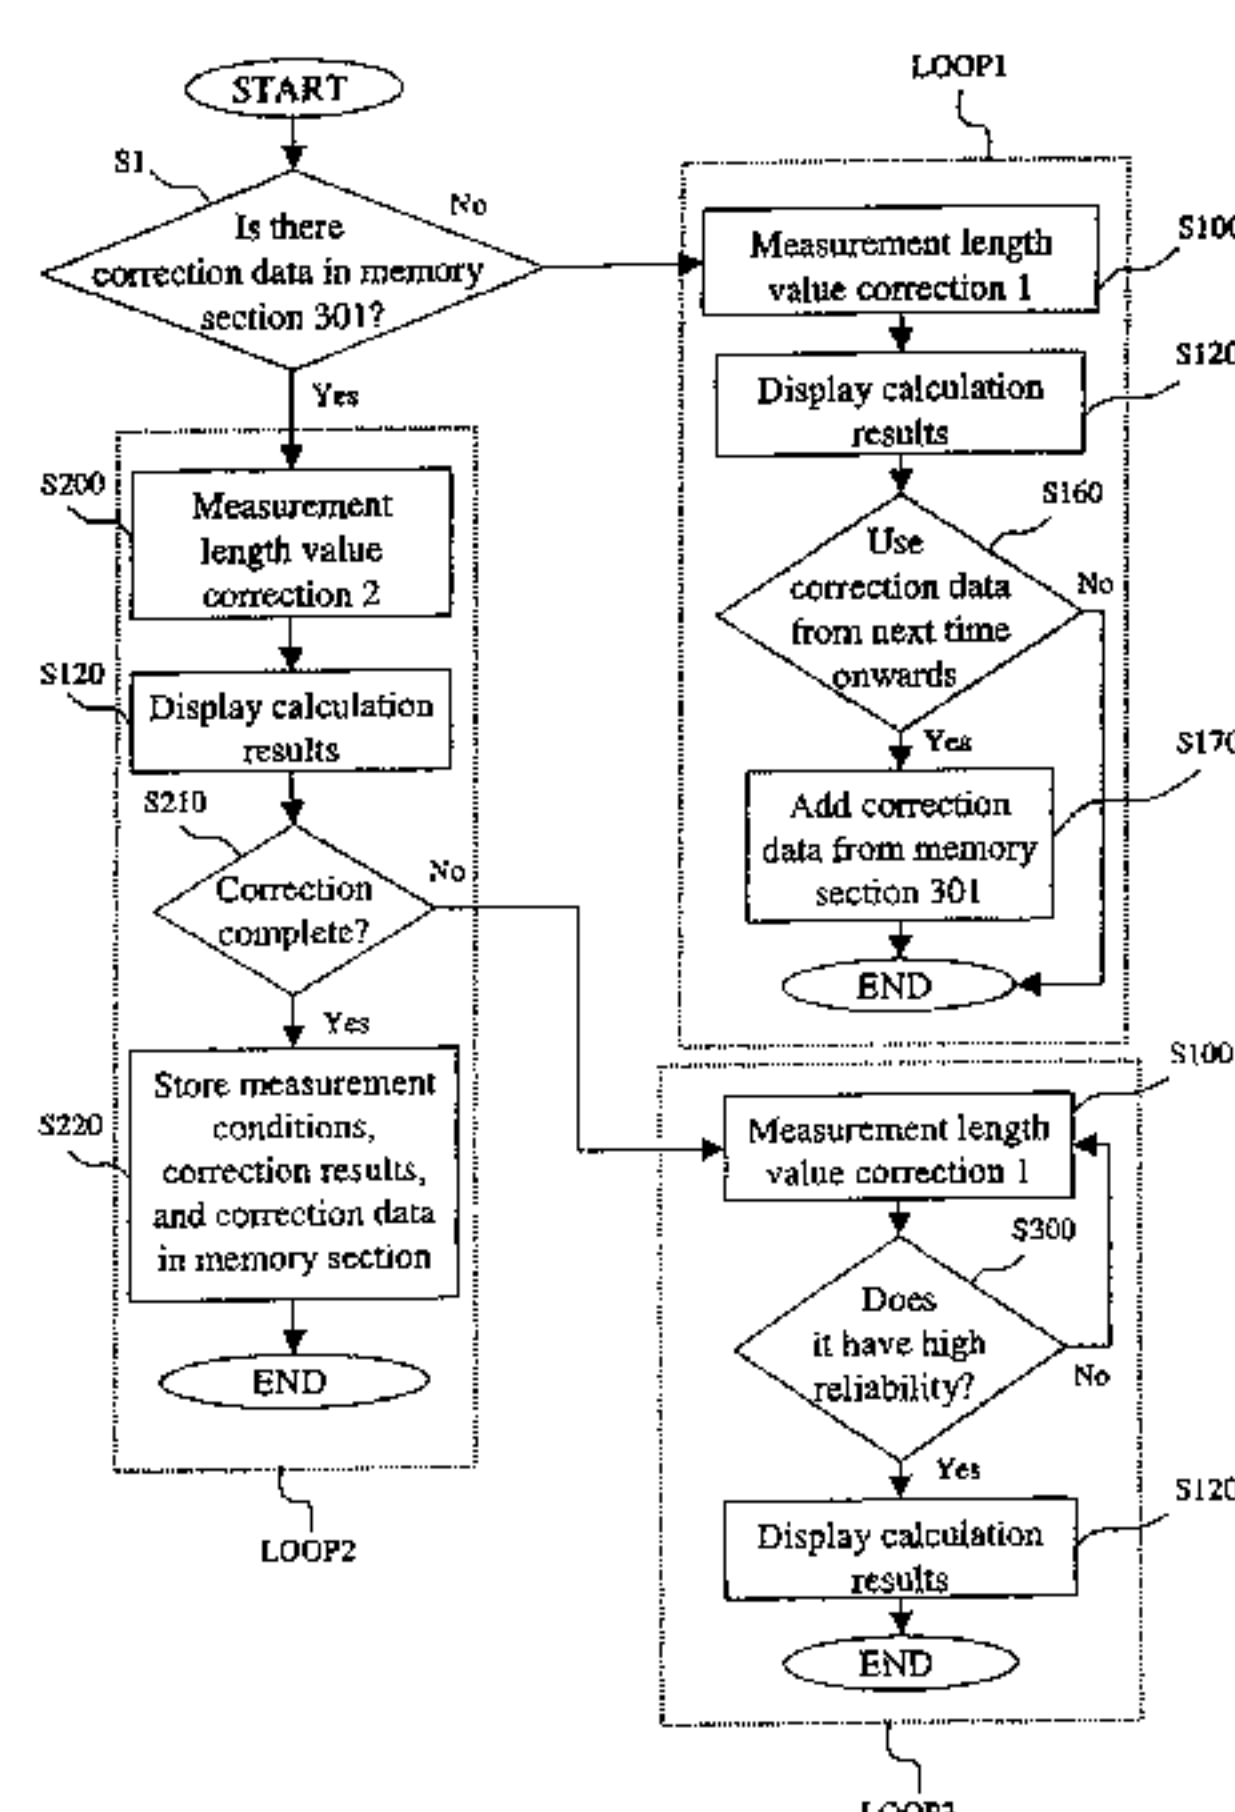 START
S1
Is there
correction data in memory
section 301?
No
Yes
LOOP1
Measurement length
value correction 1
S100
Display calculation
results
S120
S160
Use
correction data
from next time
onwards
No
Yes
Add correction
data from memory
section 301
S170
END
S200
Measurement
length value
correction 2
S120
Display calculation
results
S210
Correction
complete?
No
Yes
S220
Store measurement
conditions,
correction results,
and correction data
in memory section
END
LOOP2
S100
Measurement length
value correction 1
S300
Does
it have high
reliability?
No
Yes
S120
Display calculation
results
END